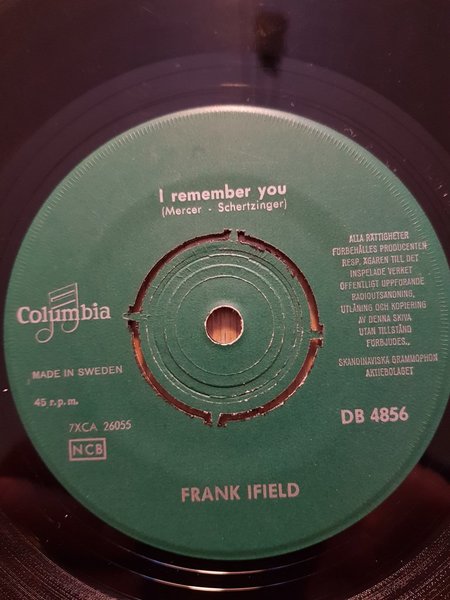 I remember you
(Mercer - Schertzinger)
ALLA RÄTTIGHETER
FÖRBEHÅLLES PRODUCENTEN
RESP. ÄGAREN TILL DET
INSPELADE VERKET
OFFENTLIGT UPPFÖRANDE
RADIOUTSÄNDNING,
UTLÅNING OCH KOPIERING
AV DENNA SKIVA
UTAN TILLSTÅND
FÖRBJUDES.
SKANDINAVISKA GRAMMOPHON
AKTIEBOLAGET
Columbia
MADE IN SWEDEN
45 r.p.m.
7XCA 26055
NCB
DB 4856
FRANK IFIELD